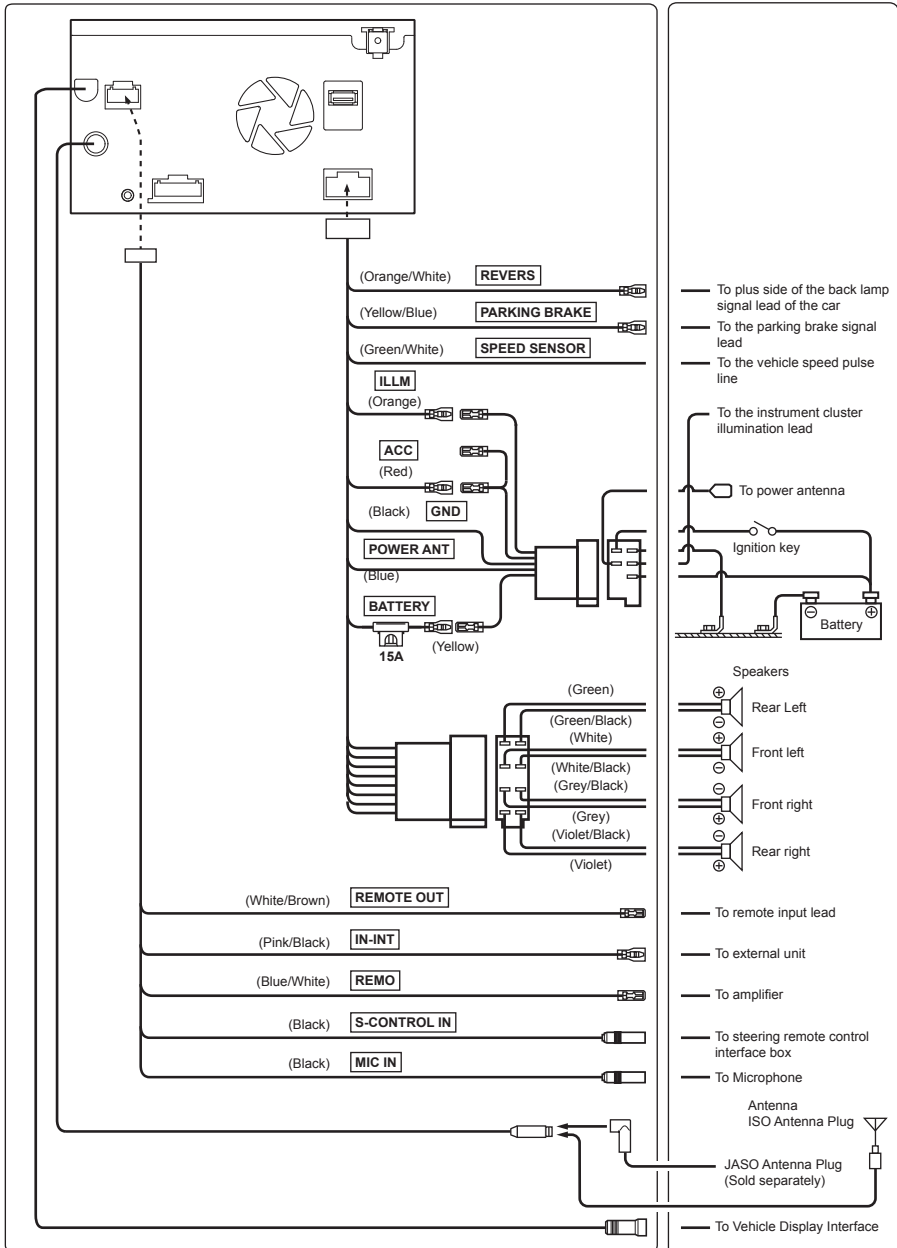 (Orange/White) REVERS
To plus side of the back lamp
signal lead of the car
(Yellow/Blue) PARKING BRAKE
To the parking brake signal
lead
(Green/White) SPEED SENSOR
To the vehicle speed pulse
line
ILLM
(Orange)
To the instrument cluster
illumination lead
ACC
(Red)
To power antenna
(Black) GND
Ignition key
POWER ANT
(Blue)
BATTERY
15A
(Yellow)
⊖ ⊕
Battery
Speakers
(Green)
⊕
Rear Left
(Green/Black)
⊖
(White)
⊕
Front left
(White/Black)
⊖
(Grey/Black)
⊖
Front right
(Grey)
⊕
(Violet/Black)
⊖
Rear right
(Violet)
⊕
(White/Brown) REMOTE OUT
To remote input lead
(Pink/Black) IN-INT
To external unit
(Blue/White) REMO
To amplifier
(Black) S-CONTROL IN
To steering remote control
interface box
(Black) MIC IN
To Microphone
Antenna
ISO Antenna Plug
JASO Antenna Plug
(Sold separately)
To Vehicle Display Interface